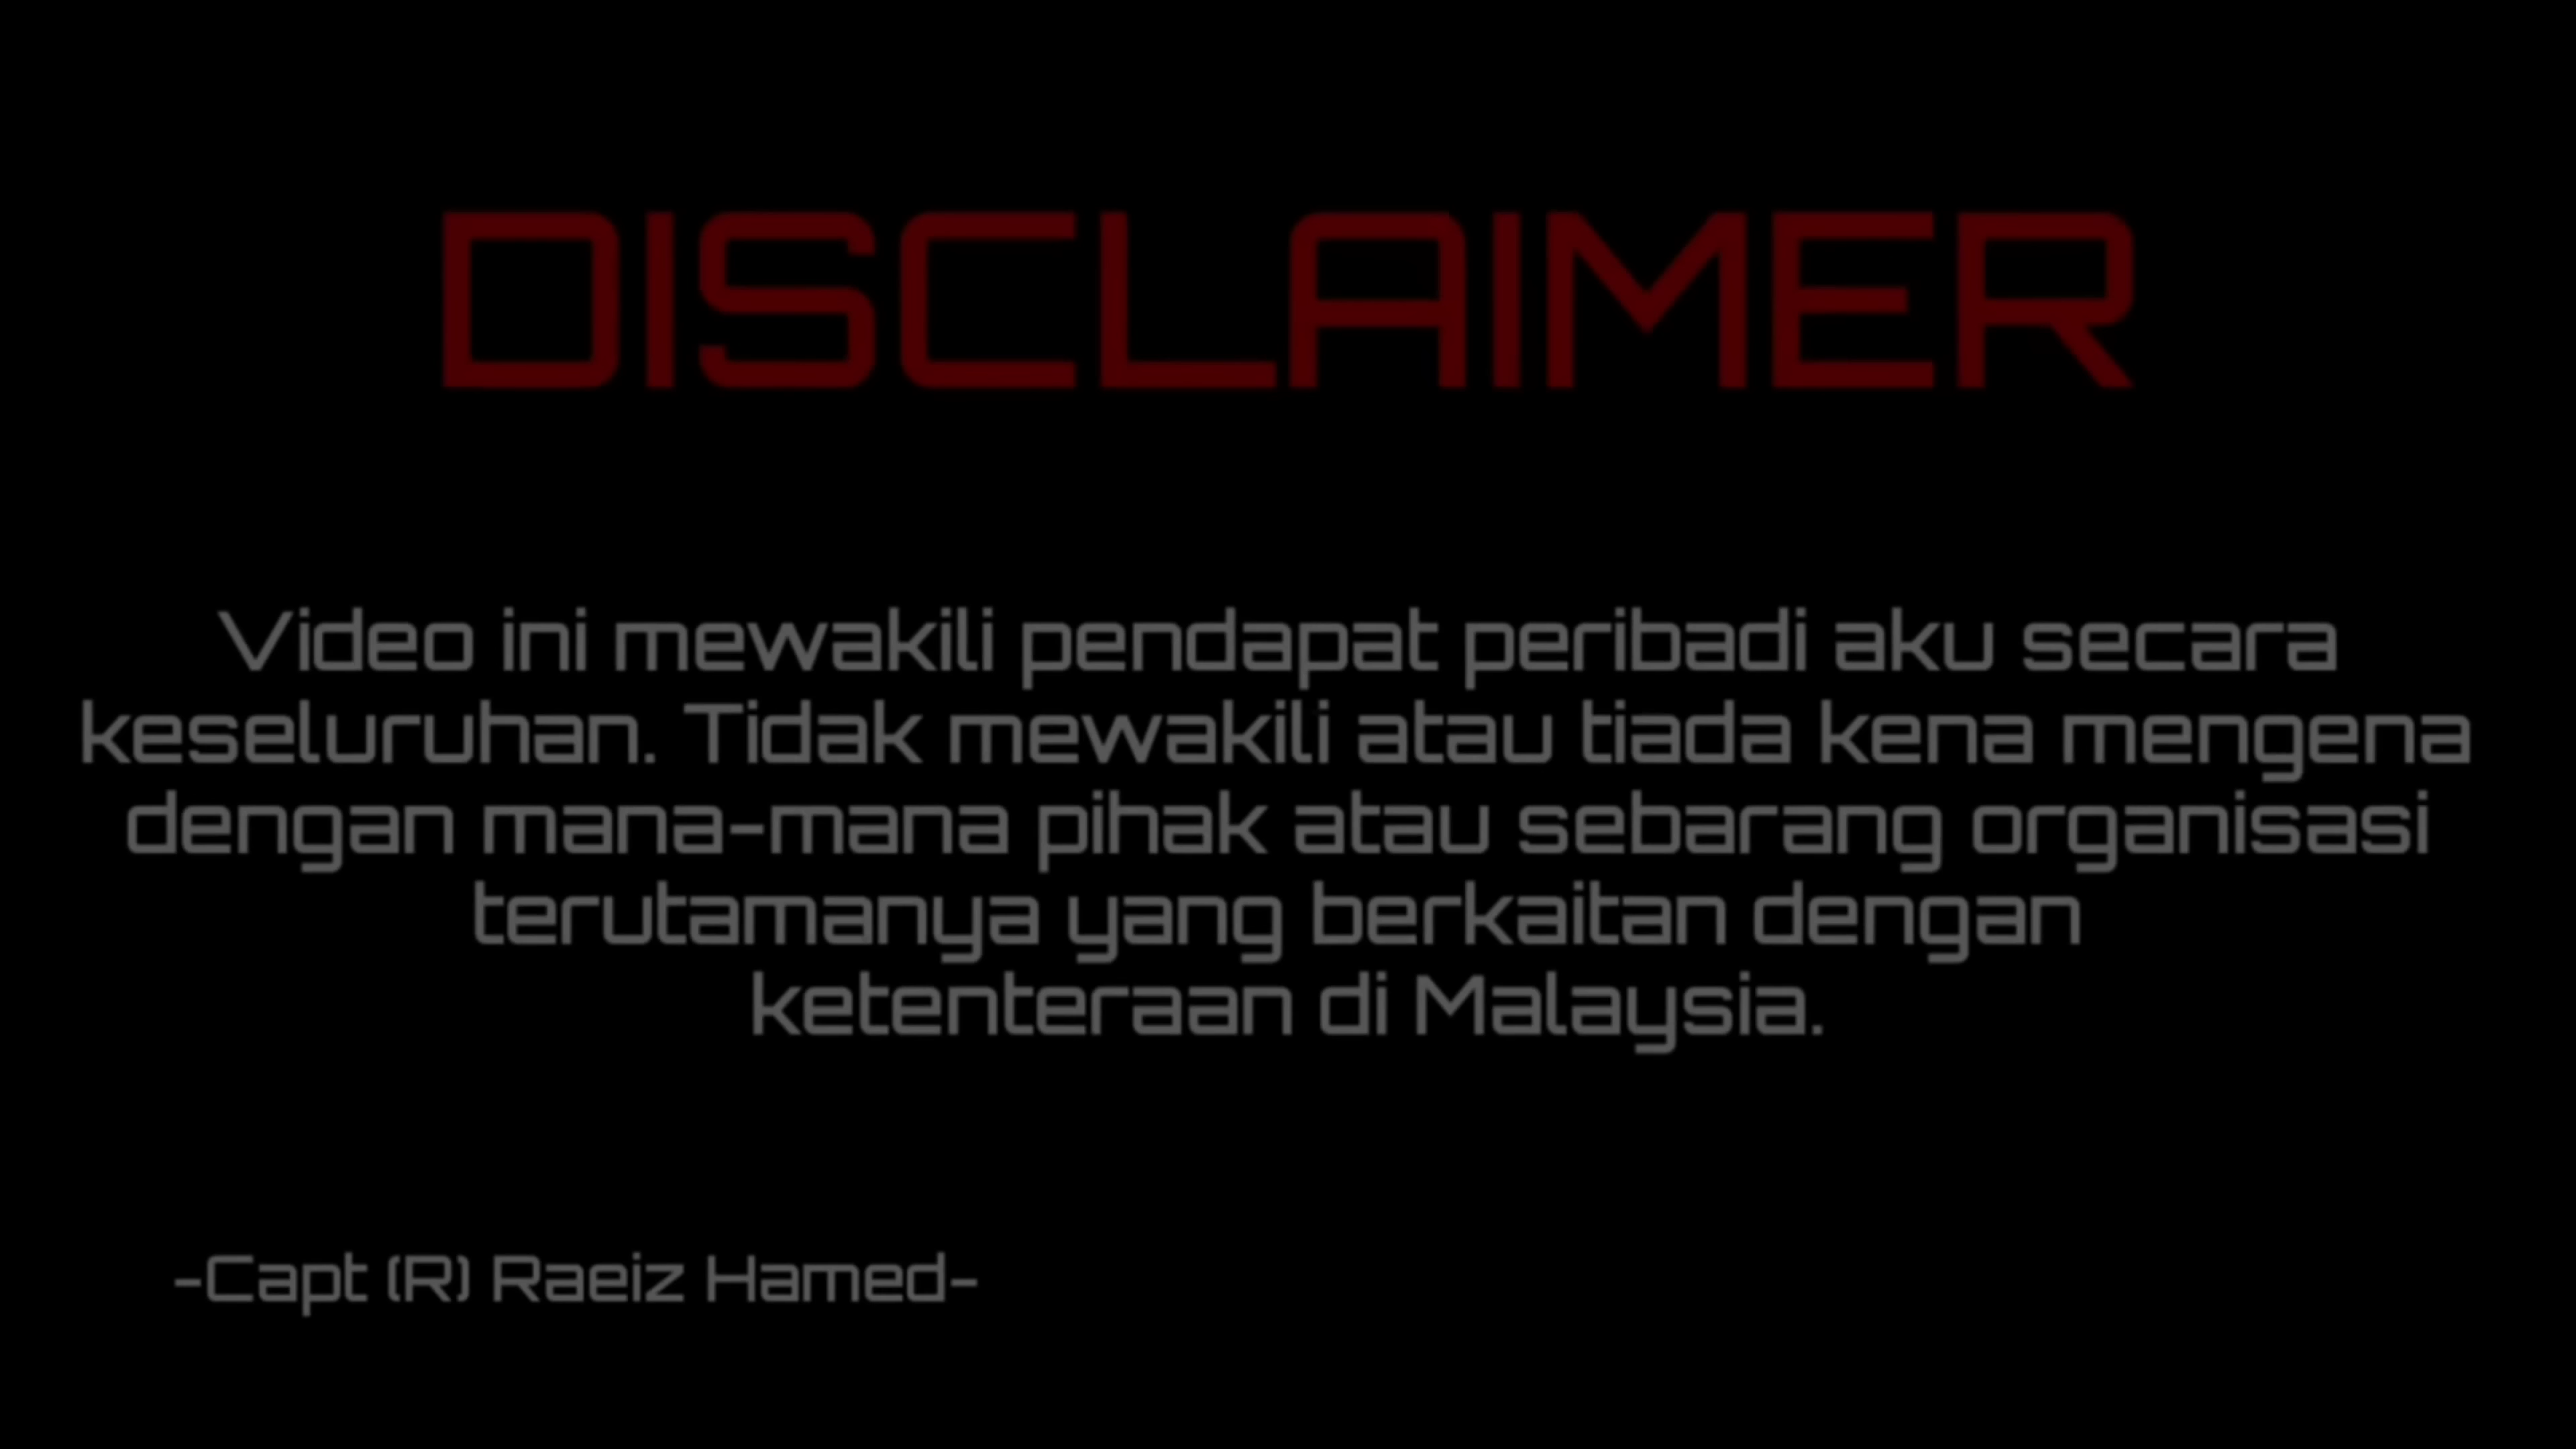 DISCLAIMER
Video ini mewakili pendapat peribadi aku secara
keseluruhan. Tidak mewakili atau tiada kena mengena
dengan mana-mana pihak atau sebarang organisasi
terutamanya yang berkaitan dengan
ketenteraan di Malaysia.
-Capt (R) Raeiz Hamed-